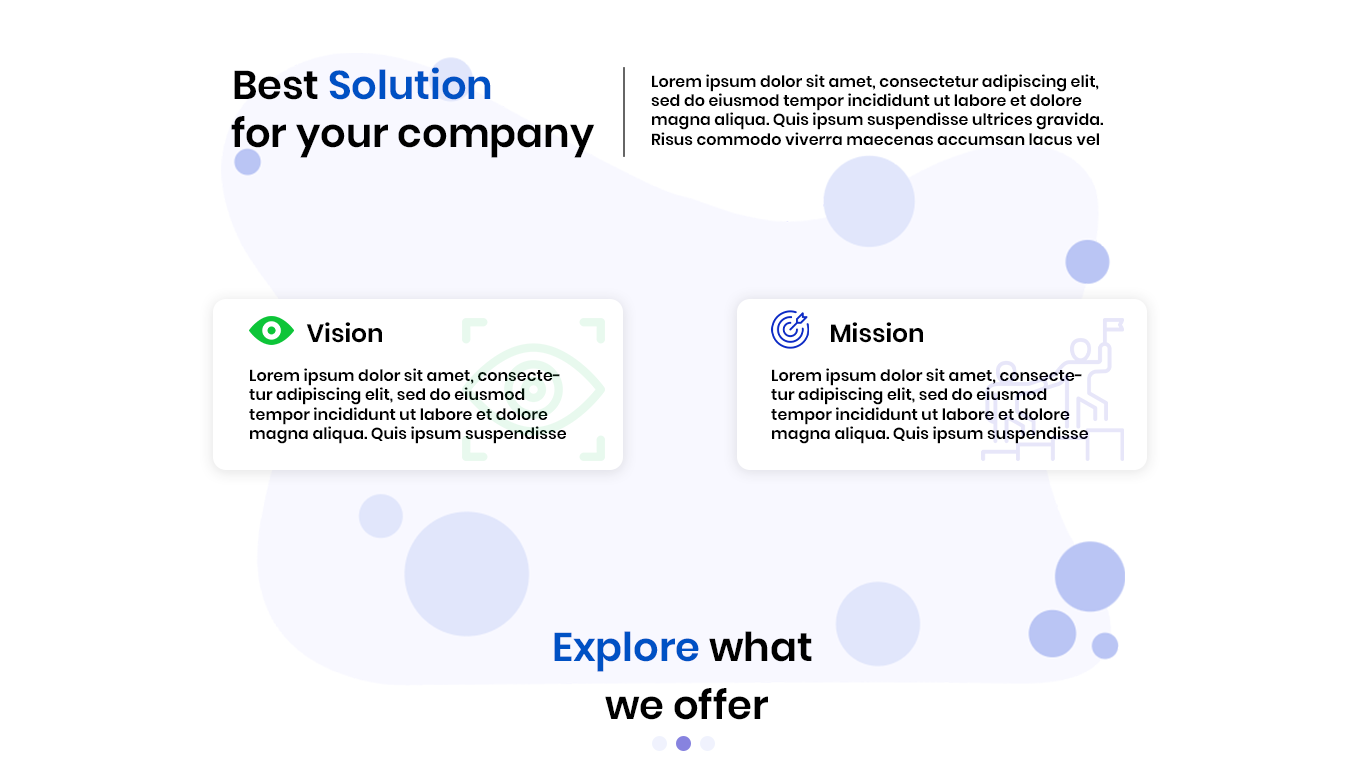 Best Solution
for your company
Lorem ipsum dolor sit amet, consectetur adipiscing elit,
sed do eiusmod tempor incididunt ut labore et dolore
magna aliqua. Quis ipsum suspendisse ultrices gravida.
Risus commodo viverra maecenas accumsan lacus vel
Vision
Lorem ipsum dolor sit amet, consecte-
tur adipiscing elit, sed do eiusmod
tempor incididunt ut labore et dolore
magna aliqua. Quis ipsum suspendisse
Mission
Lorem ipsum dolor sit amet, consecte-
tur adipiscing elit, sed do eiusmod
tempor incididunt ut labore et dolore
magna aliqua. Quis ipsum suspendisse
Explore what
we offer